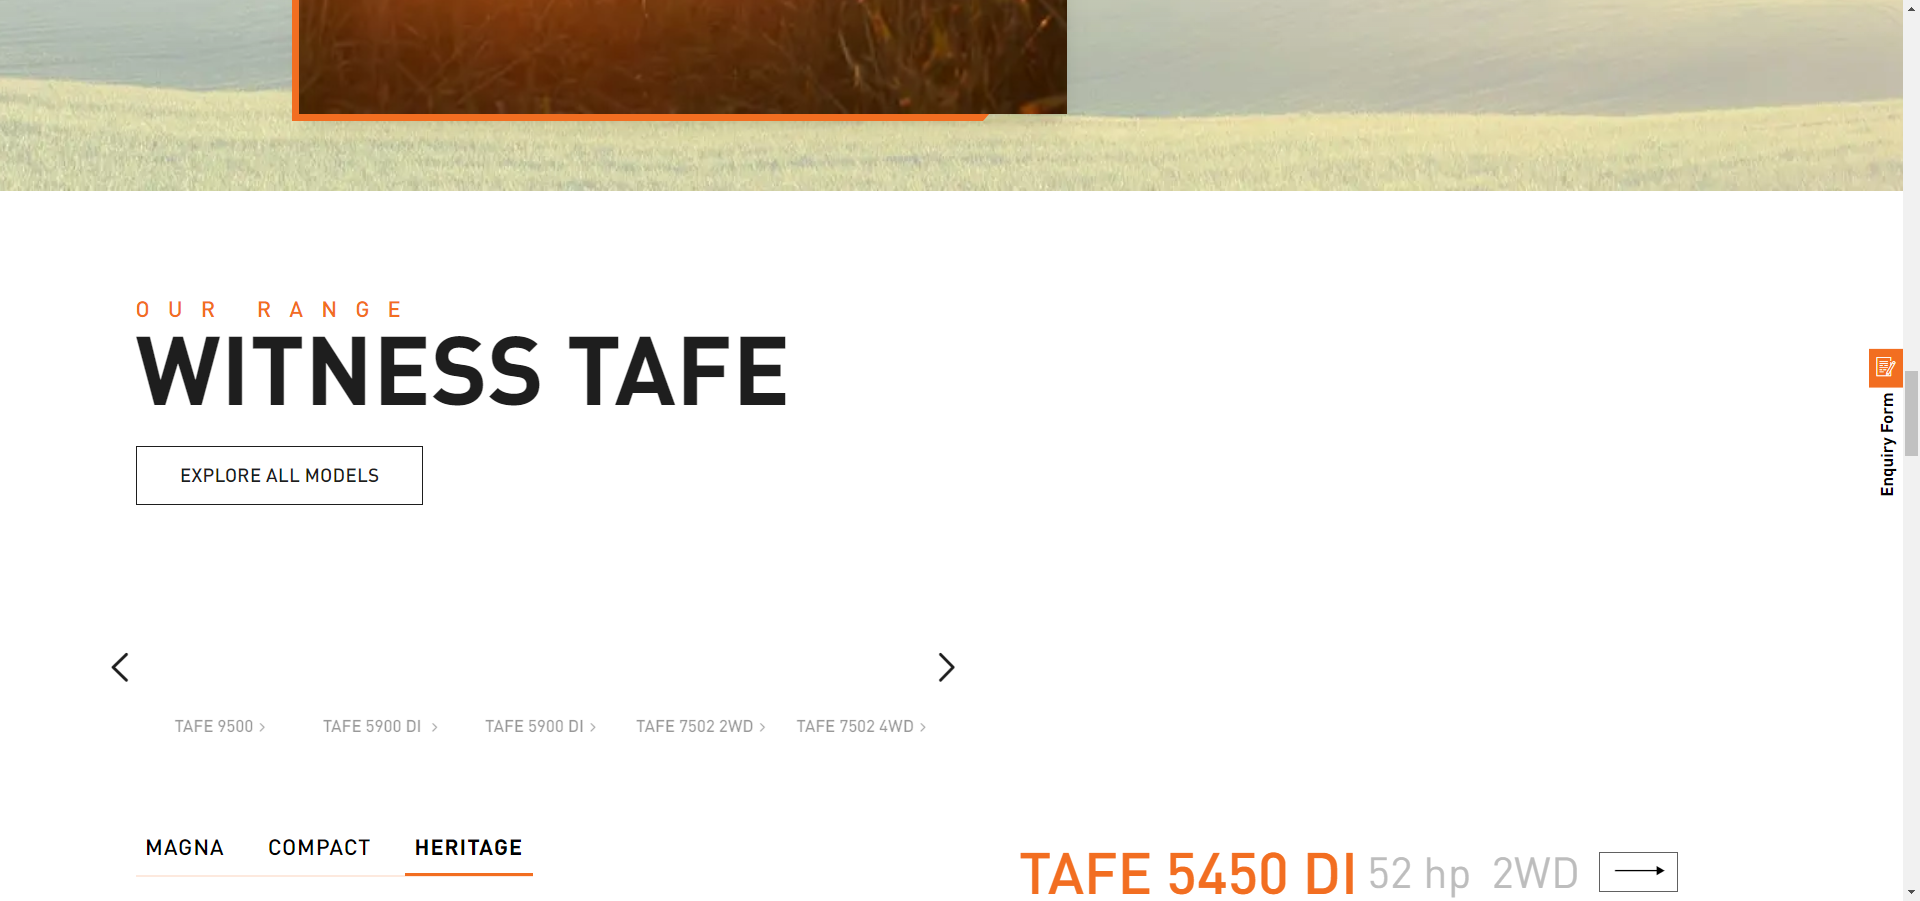 OUR RANGE
WITNESS TAFE
EXPLORE ALL MODELS
Enquiry Form
TAFE 9500 TAFE 5900 DI TAFE 5900 DI TAFE 7502 2WD TAFE 7502 4WD
MAGNA COMPACT HERITAGE
TAFE 5450 DI 52 hp 2WD